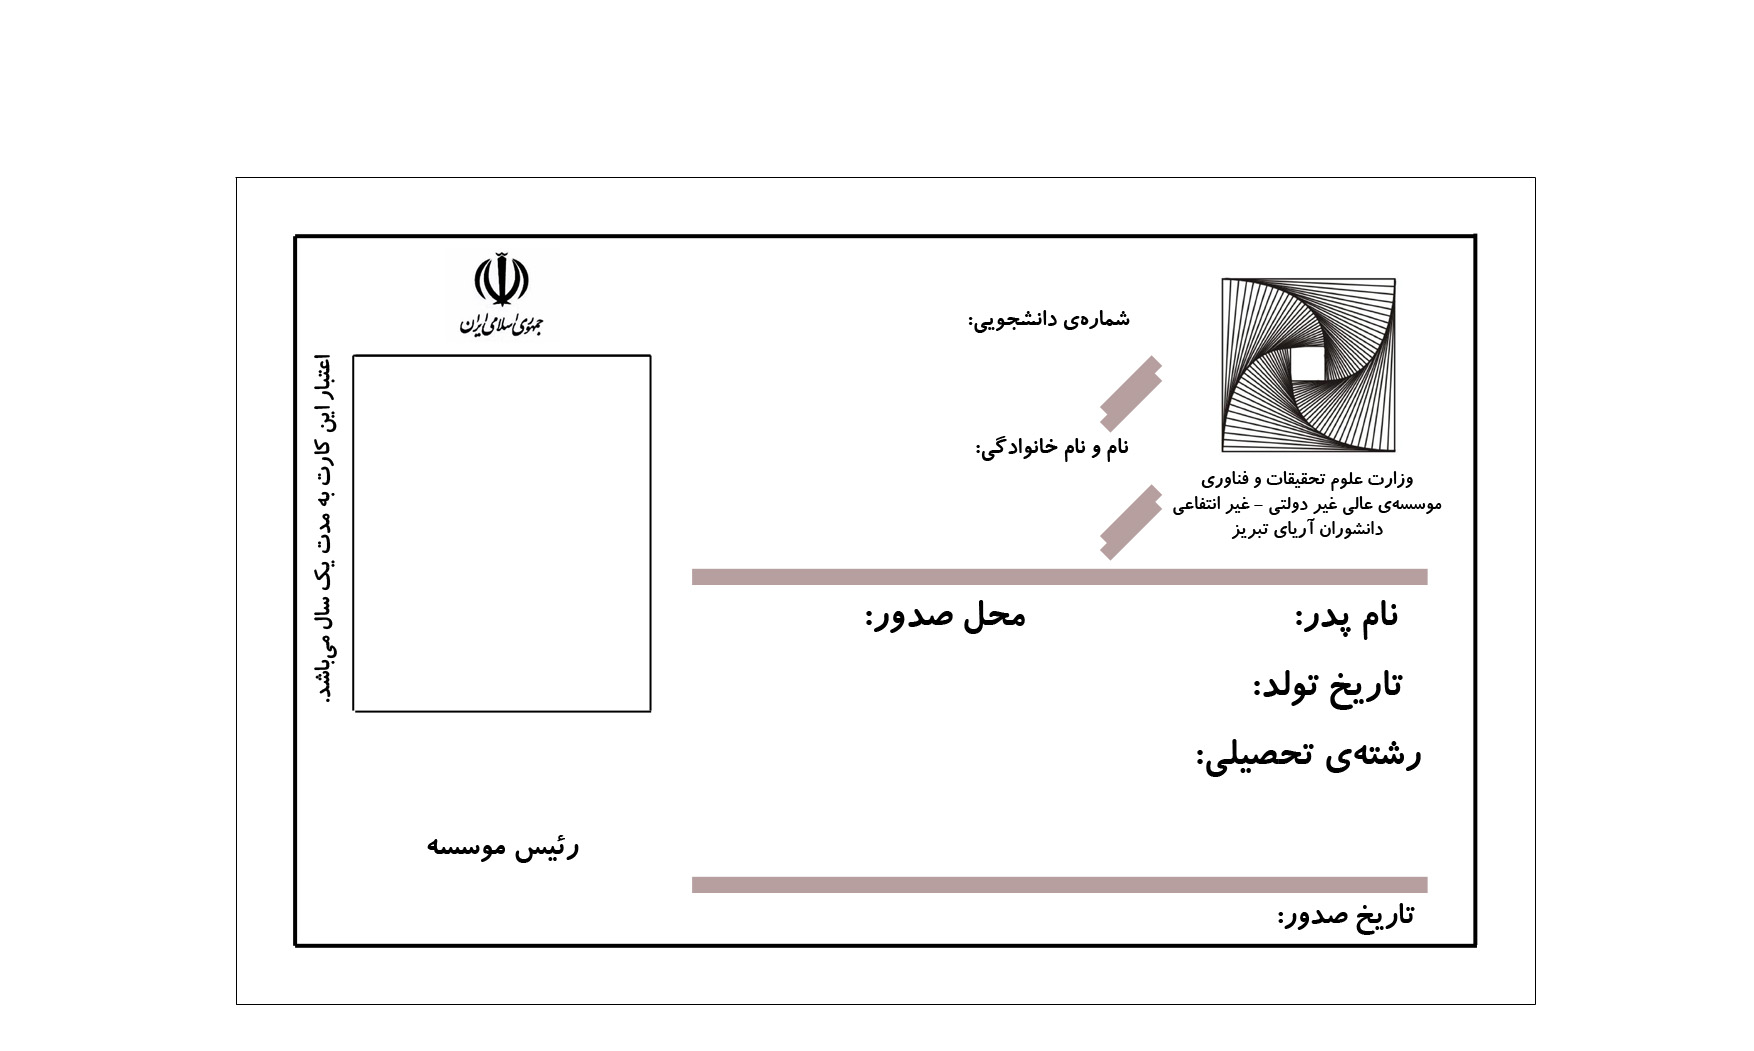 جمهوری اسلامی ایران
شماره‌ی دانشجویی:
نام و نام خانوادگی:
وزارت علوم تحقیقات و فناوری
موسسه‌ی عالی غیر دولتی – غیر انتفاعی
دانشوران آریای تبریز
نام پدر:
محل صدور:
تاریخ تولد:
رشته‌ی تحصیلی:
اعتبار این کارت به مدت یک سال می‌باشد.
رئیس موسسه
تاریخ صدور: